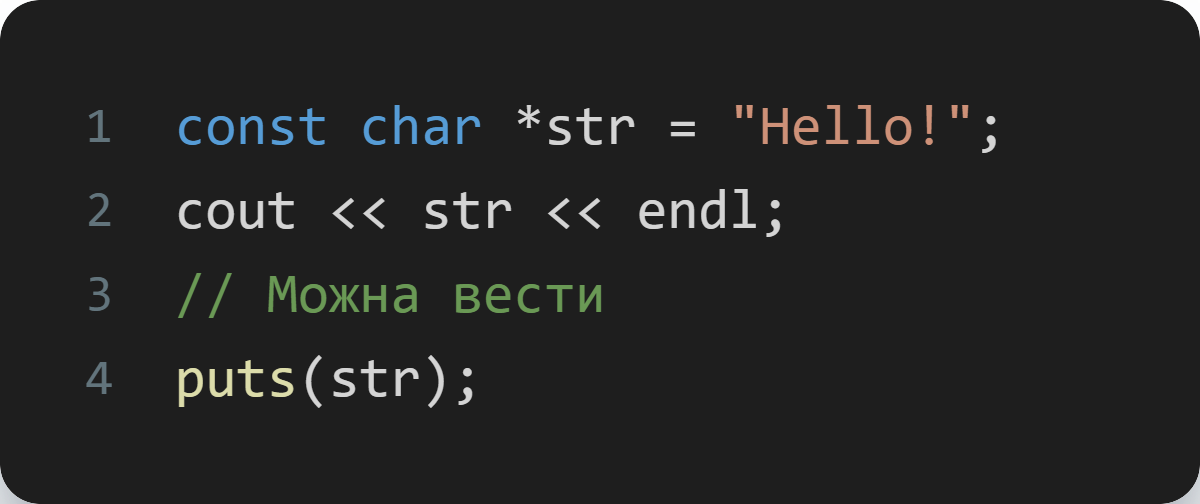 1 const char *str = "Hello!";
2 cout << str << endl;
3 // Можна вести
4 puts(str);